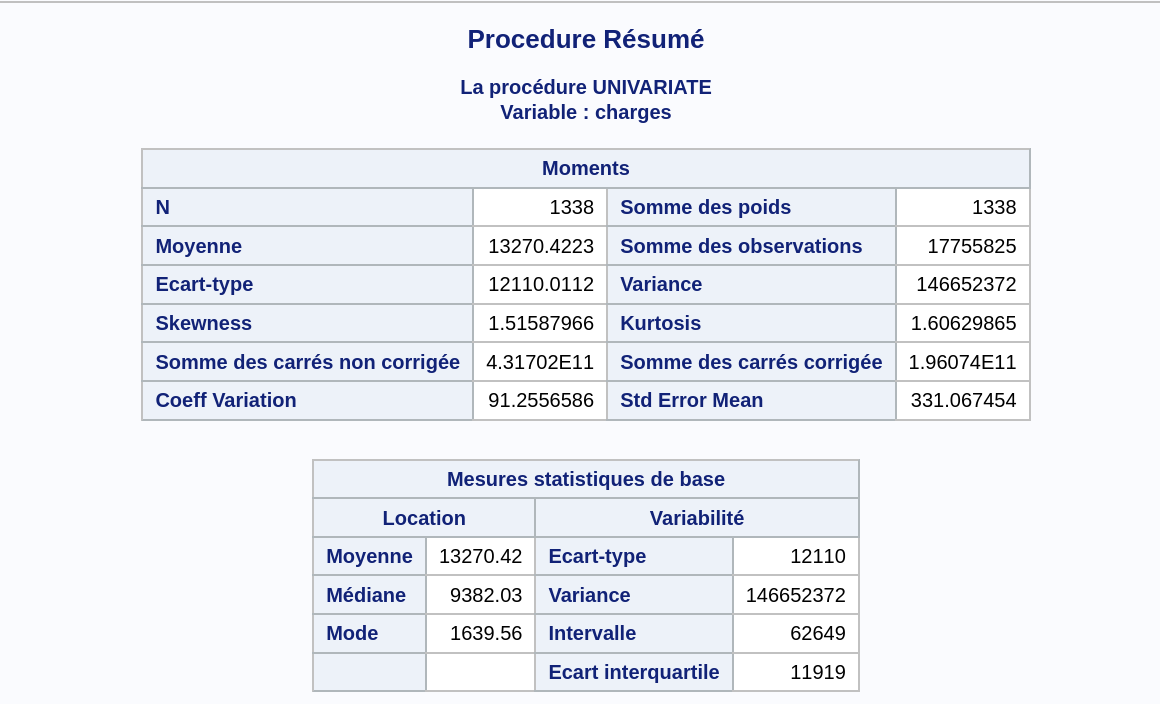 Procedure Résumé
La procédure UNIVARIATE
Variable : charges
Moments
N 1338 Somme des poids 1338
Moyenne 13270.4223 Somme des observations 17755825
Ecart-type 12110.0112 Variance 146652372
Skewness 1.51587966 Kurtosis 1.60629865
Somme des carrés non corrigée 4.31702E11 Somme des carrés corrigée 1.96074E11
Coeff Variation 91.2556586 Std Error Mean 331.067454
Mesures statistiques de base
Location Variabilité
Moyenne 13270.42 Ecart-type 12110
Médiane 9382.03 Variance 146652372
Mode 1639.56 Intervalle 62649
Ecart interquartile 11919